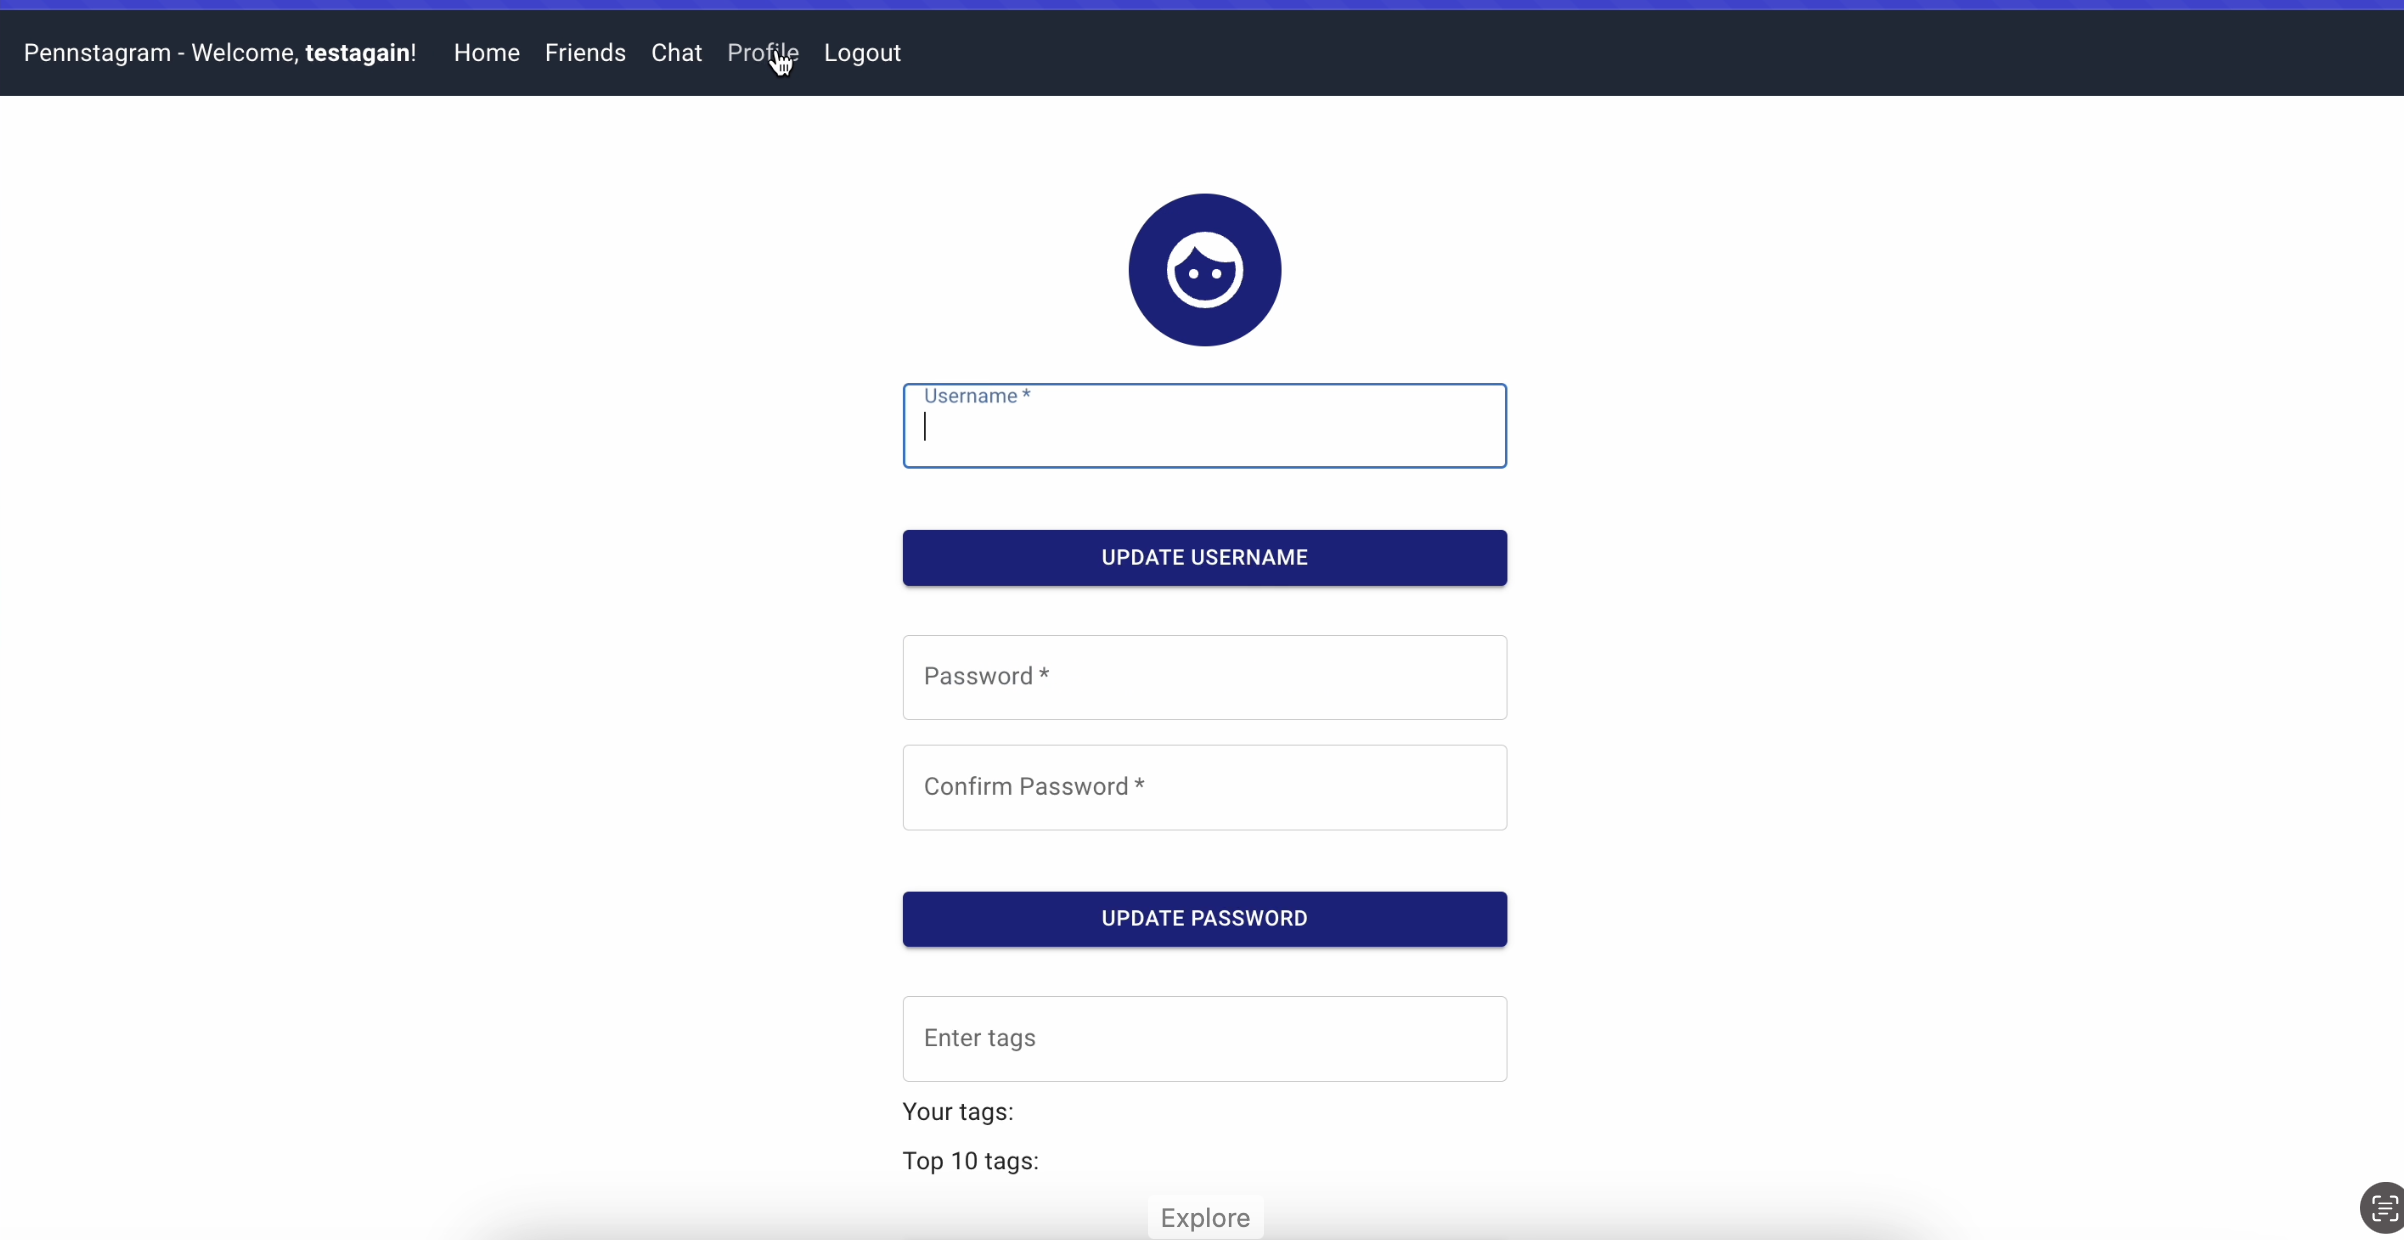 Pennstagram - Welcome, testagain! Home Friends Chat Profile Logout
Username *
UPDATE USERNAME
Password *
Confirm Password *
UPDATE PASSWORD
Enter tags
Your tags:
Top 10 tags:
Explore